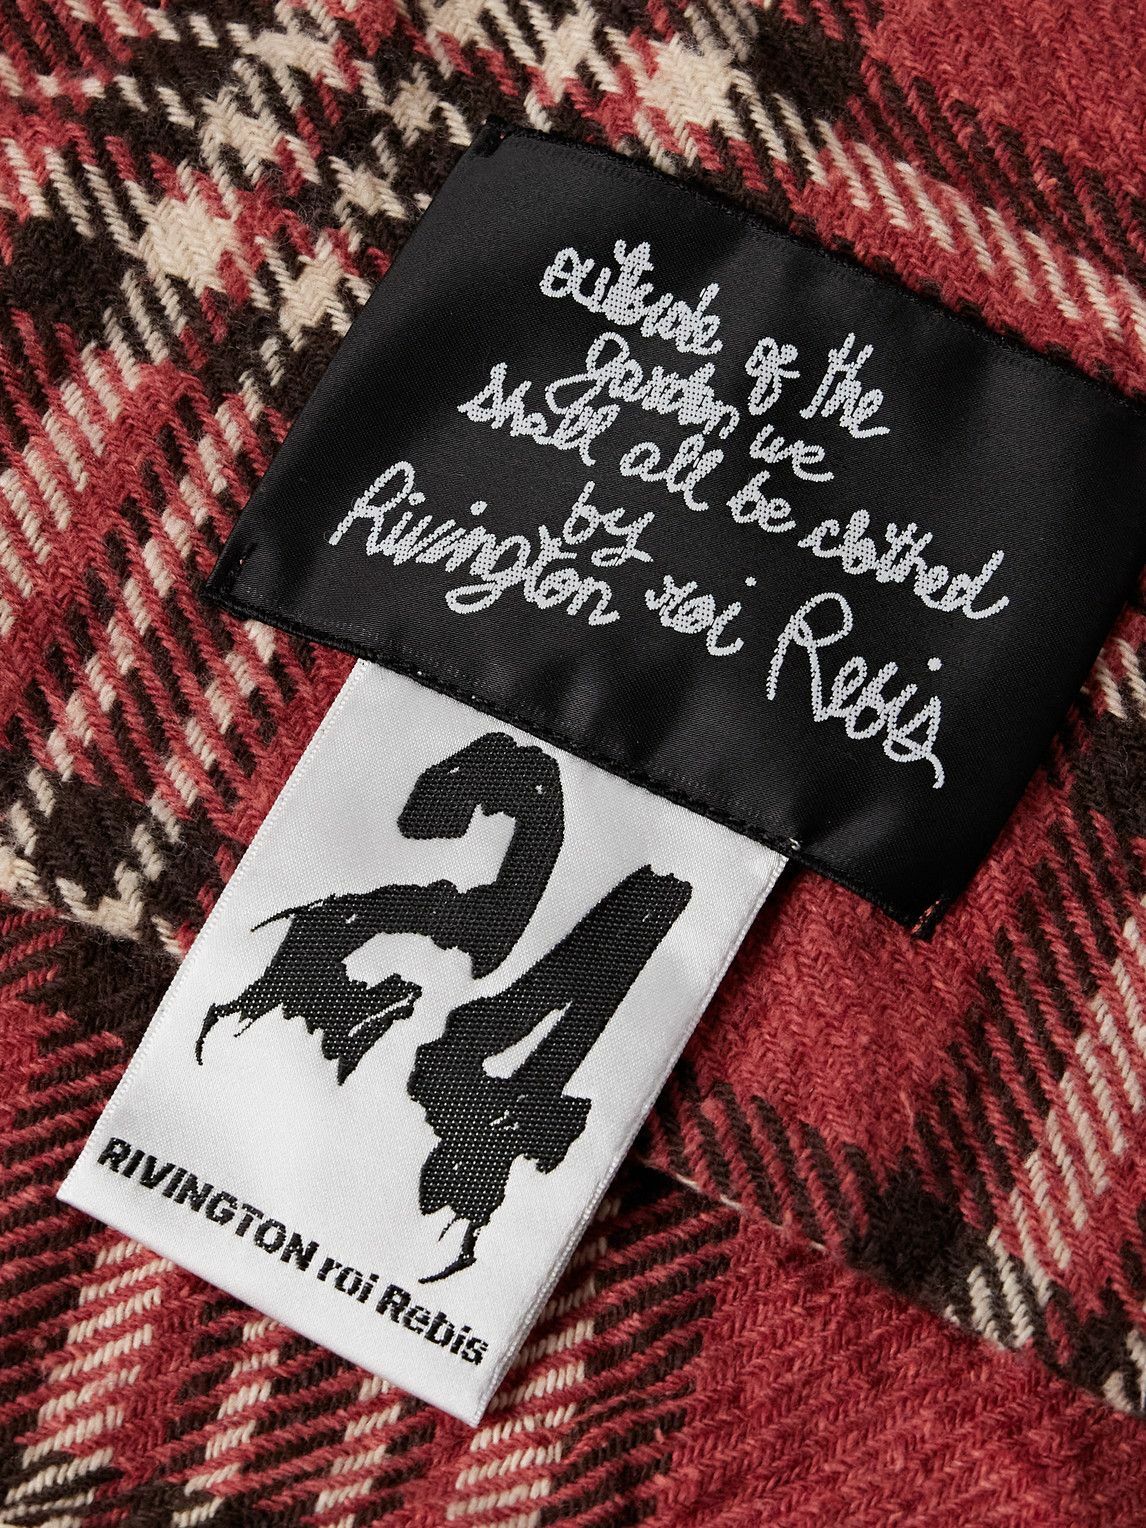 outside of the
garden we
shall all be clothed
by
Rivington roi Rebis
24
RIVINGTON roi Rebis